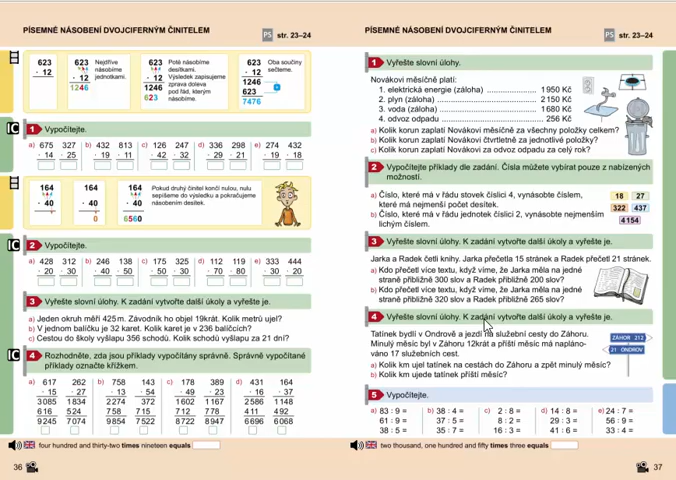 PÍSEMNÉ NÁSOBENÍ DVOJCIFERNÝM ČINITELEM
PS str. 23–24
623
· 12
623
· 12
1246
Nejdříve
násobíme
jednotkami.
623
· 12
1246
623
Poté násobíme
desítkami.
Výsledek zapisujeme
zprava doleva
pod řád, kterým
násobíme.
623
· 12
1246
623
7476
Oba součiny
sečteme.
1 Vypočítejte.
a) 675 327 b) 432 813 c) 126 247 d) 336 298 e) 274 432
· 14 · 25 · 19 · 11 · 42 · 32 · 29 · 21 · 19 · 18
164
· 40
164
· 40
0
164
· 40
6560
Pokud druhý činitel končí nulou, nulu
sepíšeme do výsledku a pokračujeme
násobením desítek.
2 Vypočítejte.
a) 428 312 b) 246 138 c) 175 325 d) 112 119 e) 333 444
· 20 · 30 · 40 · 50 · 30 · 30 · 70 · 80 · 30 · 20
3 Vyřešte slovní úlohy. K zadání vytvořte další úkoly a vyřešte je.
a) Jeden okruh měří 425 m. Závodník ho objel 19krát. Kolik metrů ujel?
b) V jednom balíčku je 32 karet. Kolik karet je v 236 balíčcích?
c) Cestou do školy vyšlapu 356 schodů. Kolik schodů vyšlapu za 21 dní?
4 Rozhodněte, zda jsou příklady vypočítány správně. Správně vypočítané
příklady označte křížkem.
a) 617 262 b) 758 143 c) 178 389 d) 431 164
· 15 · 27 · 13 · 54 · 49 · 23 · 16 · 37
3085 1834 2274 372 1602 1167 2586 1148
616 524 758 715 712 778 411 492
9245 7074 9854 7522 8722 8947 6696 6068
four hundred and thirty-two times nineteen equals
36
PÍSEMNÉ NÁSOBENÍ DVOJCIFERNÝM ČINITELEM
PS str. 23–24
1 Vyřešte slovní úlohy.
Novákovi měsíčně platí:
1. elektrická energie (záloha) ........................ 1 950 Kč
2. plyn (záloha) ........................ 2 150 Kč
3. voda (záloha) ........................ 1 680 Kč
4. odvoz odpadu ........................ 256 Kč
a) Kolik korun zaplatí Novákovi měsíčně za všechny položky celkem?
b) Kolik korun zaplatí Novákovi čtvrtletně za jednotlivé položky?
c) Kolik korun zaplatí Novákovi za odvoz odpadu za celý rok?
2 Vypočítejte příklady dle zadání. Čísla můžete vybírat pouze z nabízených
možností.
a) Číslo, které má v řádu stovek číslici 4, vynásobte číslem,
které má nejmenší počet desítek.
b) Číslo, které má v řádu jednotek číslici 2, vynásobte nejmenším
lichým číslem.
18 27
322 437
4 154
3 Vyřešte slovní úlohy. K zadání vytvořte další úkoly a vyřešte je.
Jarka a Radek četli knihy. Jarka přečetla 15 stránek a Radek přečetl 21 stránek.
a) Kdo přečetl více textu, když víme, že Jarka měla na jedné
straně přibližně 300 slov a Radek přibližně 200 slov?
b) Kdo přečetl více textu, když víme, že Jarka měla na jedné
straně přibližně 320 slov a Radek přibližně 265 slov?
4 Vyřešte slovní úlohy. K zadání vytvořte další úkoly a vyřešte je.
Tatínek bydlí v Ondrově a jezdí na služební cesty do Záhoru.
Minulý měsíc byl v Záhoru 12krát a příští měsíc má napláno-
váno 17 služebních cest.
ZÁHOR 212
21 ONDROV
a) Kolik km ujel tatínek na cestách do Záhoru a zpět minulý měsíc?
b) Kolik km ujede tatínek příští měsíc?
5 Vypočítejte.
a) 83 : 9 = b) 38 : 4 = c) 2 : 8 = d) 14 : 8 = e) 24 : 7 =
61 : 9 = 37 : 5 = 8 : 2 = 29 : 3 = 56 : 9 =
38 : 5 = 35 : 7 = 16 : 3 = 41 : 6 = 33 : 4 =
two thousand, one hundred and fifty times three equals
37